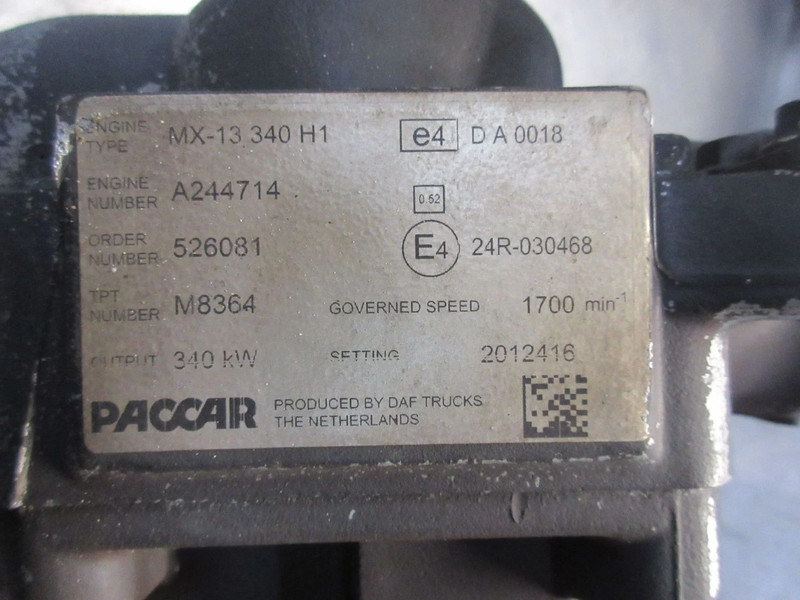 ENGINE TYPE MX-13 340 H1 e4 D A 0018
ENGINE NUMBER A244714 0.52
ORDER NUMBER 526081 E4 24R-030468
TPT NUMBER M8364 GOVERNED SPEED 1700 min-1
OUTPUT 340 kW SETTING 2012416
PACCAR PRODUCED BY DAF TRUCKS
THE NETHERLANDS